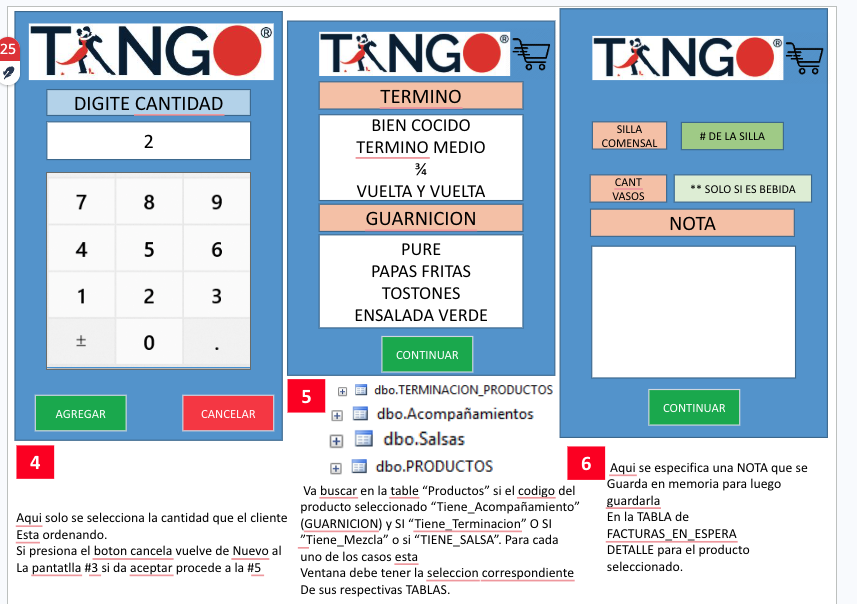 25
TANGO®
DIGITE CANTIDAD
2
7 8 9
4 5 6
1 2 3
± 0 .
AGREGAR
CANCELAR
4
Aqui solo se selecciona la cantidad que el cliente
Esta ordenando.
Si presiona el boton cancela vuelve de Nuevo al
La pantatlla #3 si da aceptar procede a la #5
TANGO®
TERMINO
BIEN COCIDO
TERMINO MEDIO
¾
VUELTA Y VUELTA
GUARNICION
PURE
PAPAS FRITAS
TOSTONES
ENSALADA VERDE
CONTINUAR
5
dbo.TERMINACION_PRODUCTOS
dbo.Acompañamientos
dbo.Salsas
dbo.PRODUCTOS
Va buscar en la table “Productos” si el codigo del
producto seleccionado “Tiene_Acompañamiento”
(GUARNICION) y SI “Tiene_Terminacion” O SI
”Tiene_Mezcla” o si “TIENE_SALSA”. Para cada
uno de los casos esta
Ventana debe tener la seleccion correspondiente
De sus respectivas TABLAS.
TANGO®
SILLA
COMENSAL
# DE LA SILLA
CANT
VASOS
** SOLO SI ES BEBIDA
NOTA
CONTINUAR
6
Aqui se especifica una NOTA que se
Guarda en memoria para luego
guardarla
En la TABLA de
FACTURAS_EN_ESPERA
DETALLE para el producto
seleccionado.